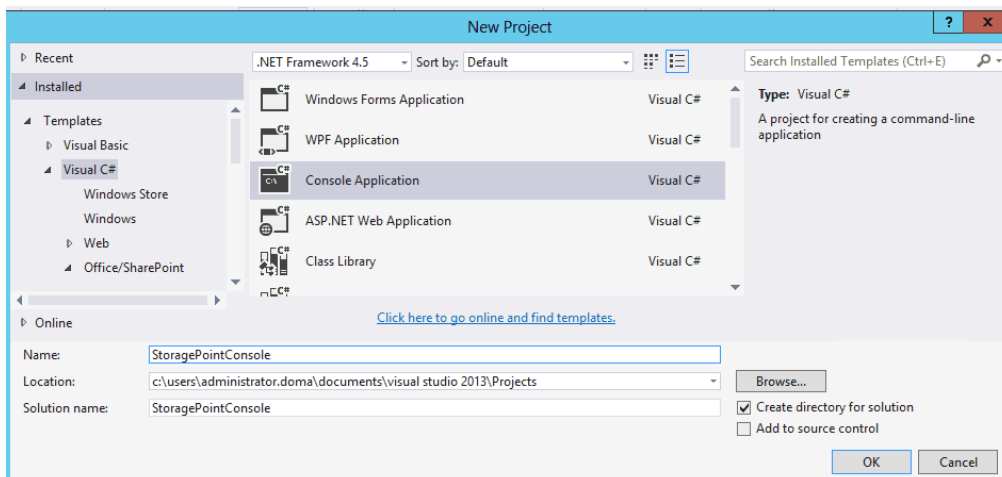 New Project
? x
Recent
.NET Framework 4.5 Sort by: Default
Search Installed Templates (Ctrl+E)
Installed
Templates
Visual Basic
Visual C#
Windows Store
Windows
Web
Office/SharePoint
Online
C# Windows Forms Application Visual C#
C# WPF Application Visual C#
C# C:\ Console Application Visual C#
C# ASP.NET Web Application Visual C#
C# Class Library Visual C#
C#
Click here to go online and find templates.
Type: Visual C#
A project for creating a command-line
application
Name: StoragePointConsole
Location: c:\users\administrator.doma\documents\visual studio 2013\Projects
Browse...
Solution name: StoragePointConsole
Create directory for solution
Add to source control
OK Cancel